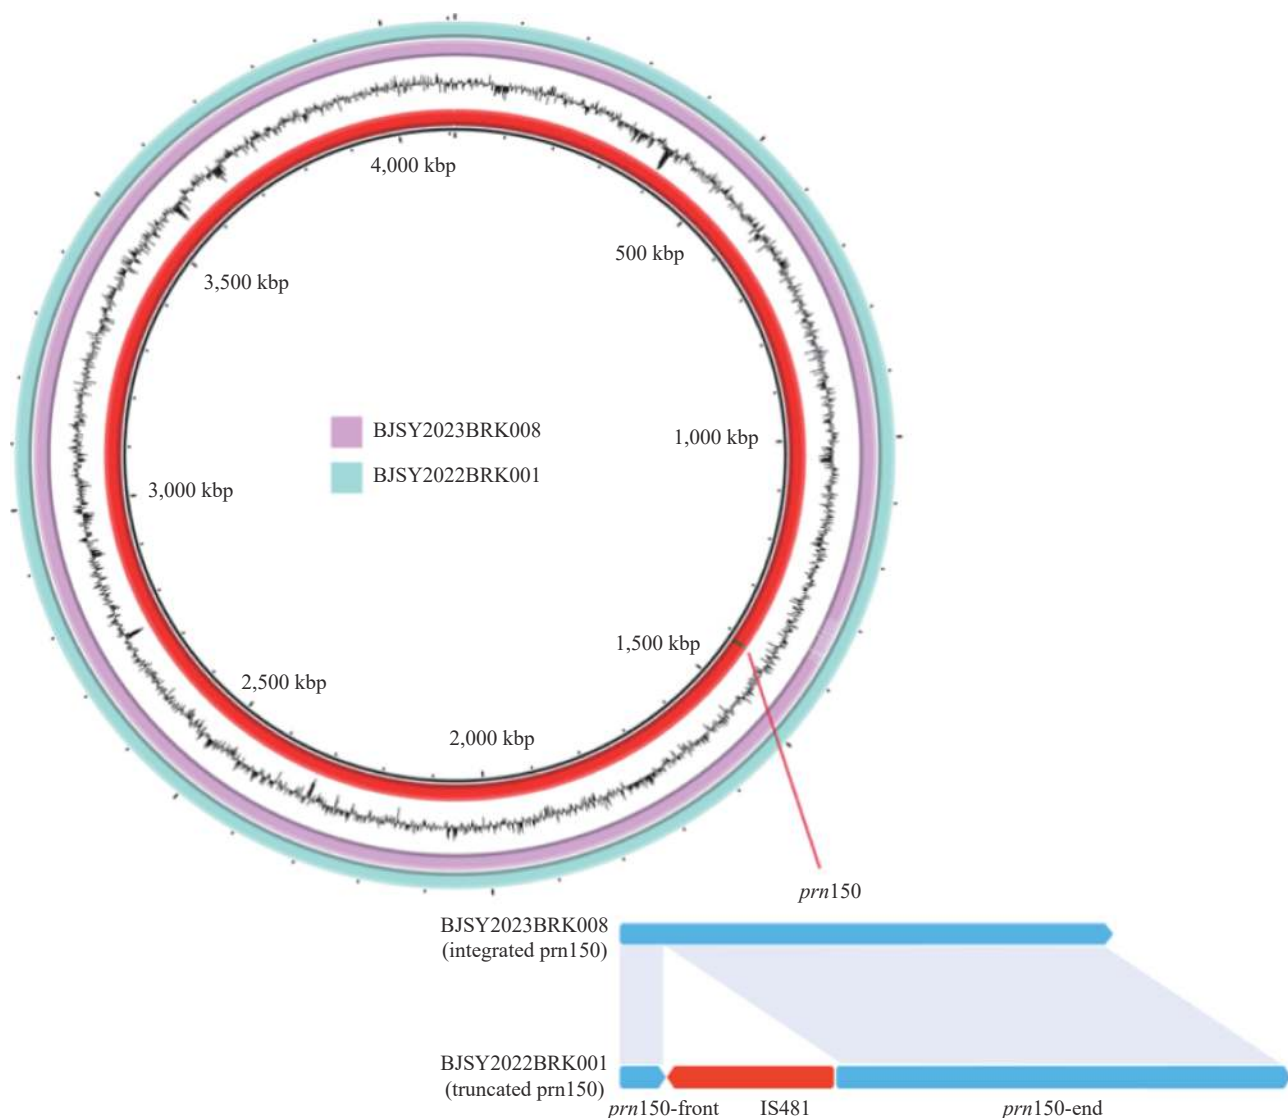 4,000 kbp
500 kbp
3,500 kbp
BJSY2023BRK008
1,000 kbp
BJSY2022BRK001
3,000 kbp
1,500 kbp
2,500 kbp
2,000 kbp
prn150
BJSY2023BRK008
(integrated prn150)
BJSY2022BRK001
(truncated prn150)
prn150-front IS481 prn150-end